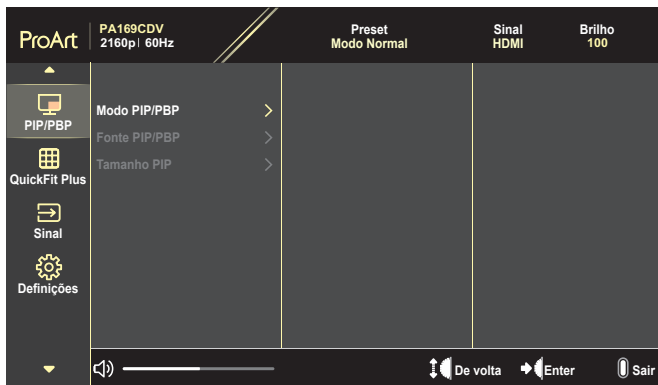 ProArt
PA169CDV
2160p| 60Hz
Preset
Modo Normal
Sinal
HDMI
Brilho
100
PIP/PBP
QuickFit Plus
Sinal
Definições
Modo PIP/PBP
Fonte PIP/PBP
Tamanho PIP
De volta
Enter
Sair